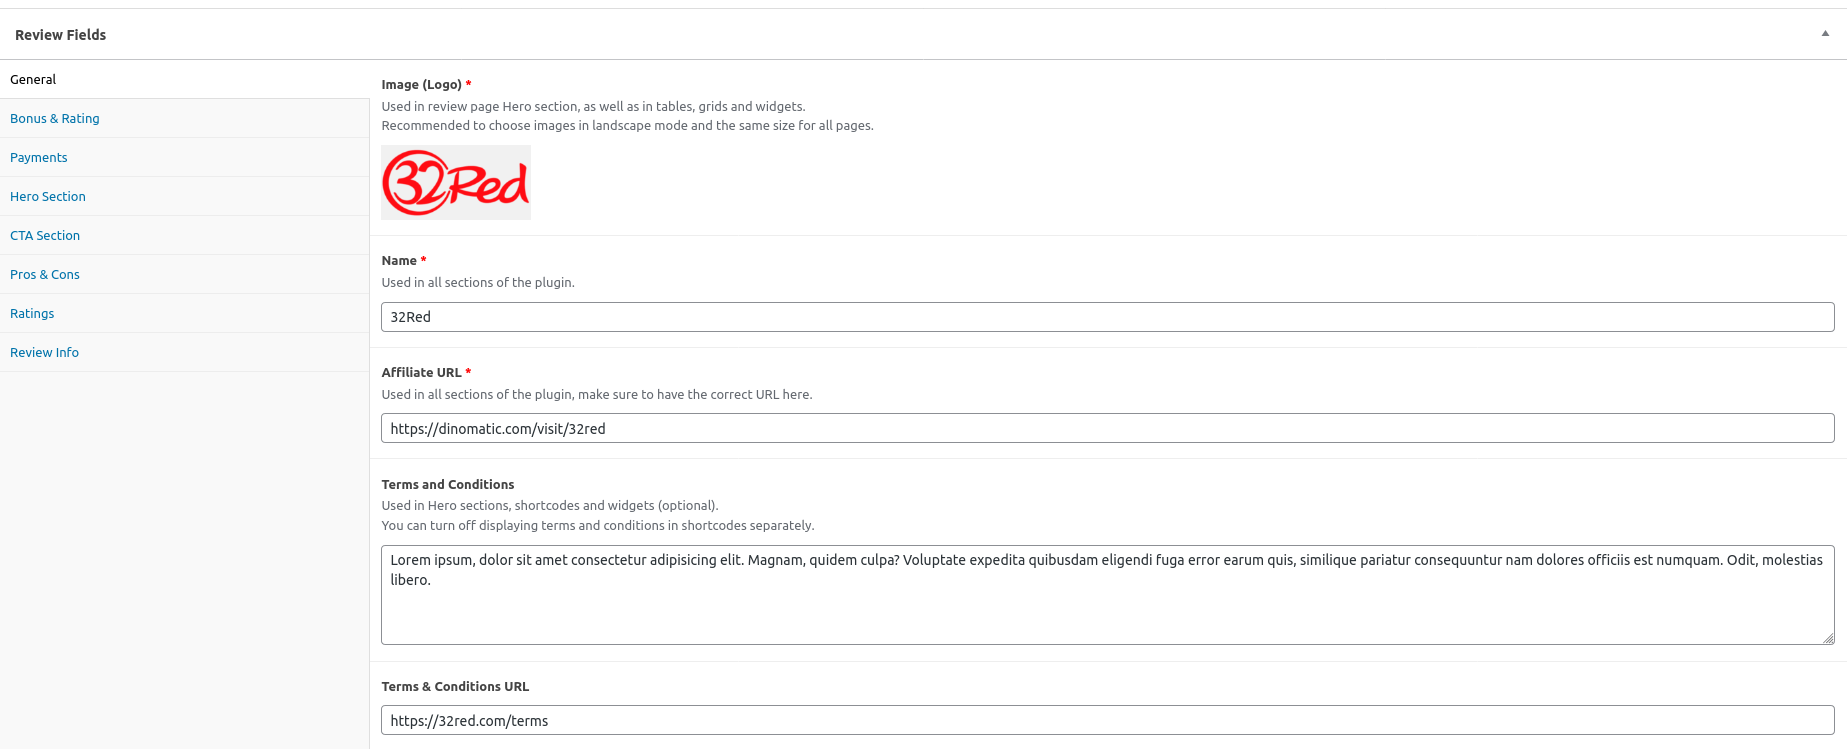 Review Fields
General
Bonus & Rating
Payments
Hero Section
CTA Section
Pros & Cons
Ratings
Review Info
Image (Logo) *
Used in review page Hero section, as well as in tables, grids and widgets.
Recommended to choose images in landscape mode and the same size for all pages.
32Red
Name *
Used in all sections of the plugin.
32Red
Affiliate URL *
Used in all sections of the plugin, make sure to have the correct URL here.
https://dinomatic.com/visit/32red
Terms and Conditions
Used in Hero sections, shortcodes and widgets (optional).
You can turn off displaying terms and conditions in shortcodes separately.
Lorem ipsum, dolor sit amet consectetur adipisicing elit. Magnam, quidem culpa? Voluptate expedita quibusdam eligendi fuga error earum quis, similique pariatur consequuntur nam dolores officiis est numquam. Odit, molestias
libero.
Terms & Conditions URL
https://32red.com/terms